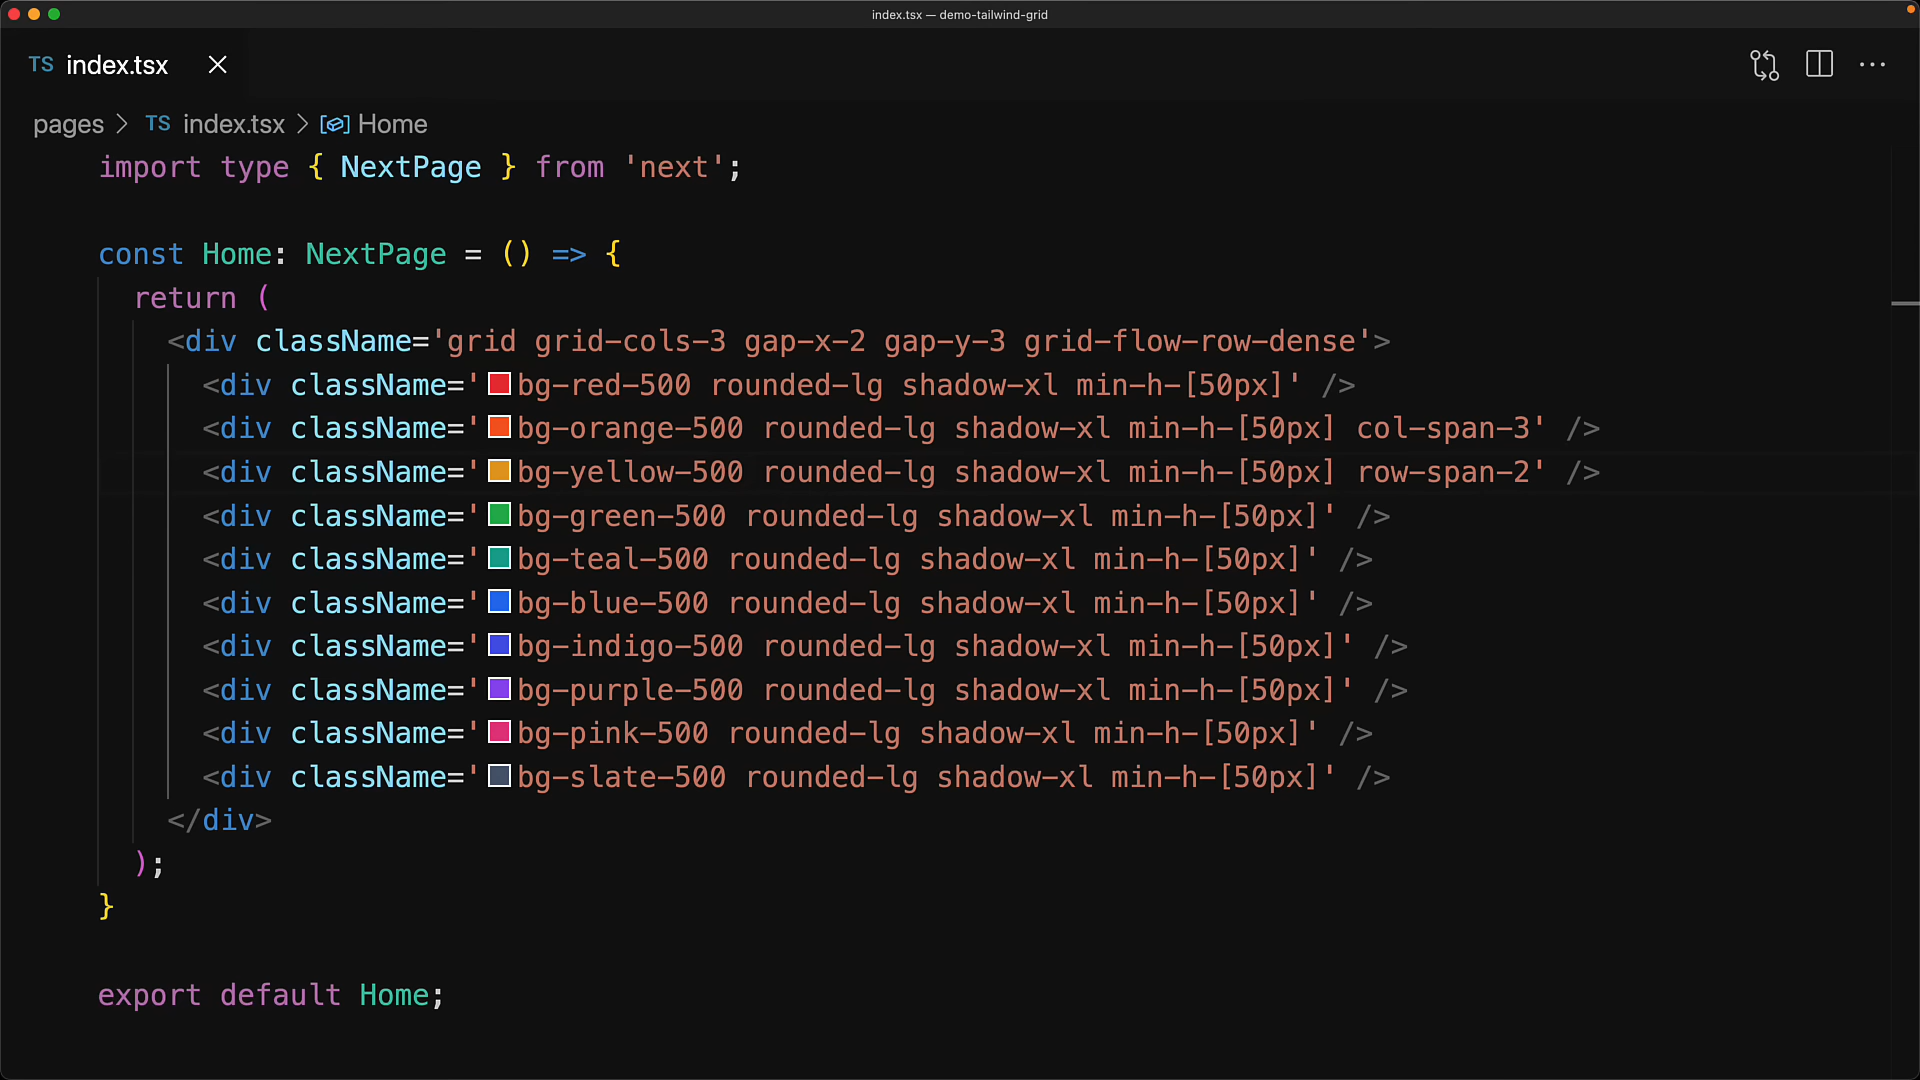 index.tsx — demo-tailwind-grid
TS index.tsx
pages > TS index.tsx > Home
import type { NextPage } from 'next';
const Home: NextPage = () => {
return (
<div className='grid grid-cols-3 gap-x-2 gap-y-3 grid-flow-row-dense'>
<div className='bg-red-500 rounded-lg shadow-xl min-h-[50px]' />
<div className='bg-orange-500 rounded-lg shadow-xl min-h-[50px] col-span-3' />
<div className='bg-yellow-500 rounded-lg shadow-xl min-h-[50px] row-span-2' />
<div className='bg-green-500 rounded-lg shadow-xl min-h-[50px]' />
<div className='bg-teal-500 rounded-lg shadow-xl min-h-[50px]' />
<div className='bg-blue-500 rounded-lg shadow-xl min-h-[50px]' />
<div className='bg-indigo-500 rounded-lg shadow-xl min-h-[50px]' />
<div className='bg-purple-500 rounded-lg shadow-xl min-h-[50px]' />
<div className='bg-pink-500 rounded-lg shadow-xl min-h-[50px]' />
<div className='bg-slate-500 rounded-lg shadow-xl min-h-[50px]' />
</div>
);
}
export default Home;